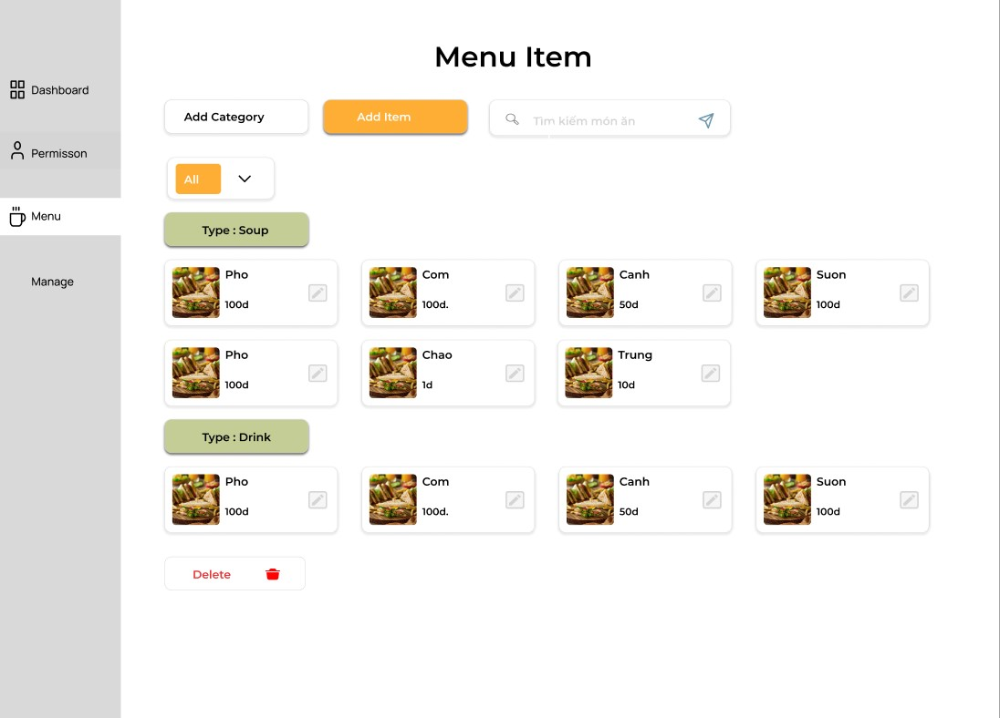 Menu Item
Dashboard
Permisson
Menu
Manage
Add Category
Add Item
Tìm kiếm món ăn
All
Type : Soup
Pho
100d
Com
100d.
Canh
50d
Suon
100d
Pho
100d
Chao
1d
Trung
10d
Type : Drink
Pho
100d
Com
100d.
Canh
50d
Suon
100d
Delete